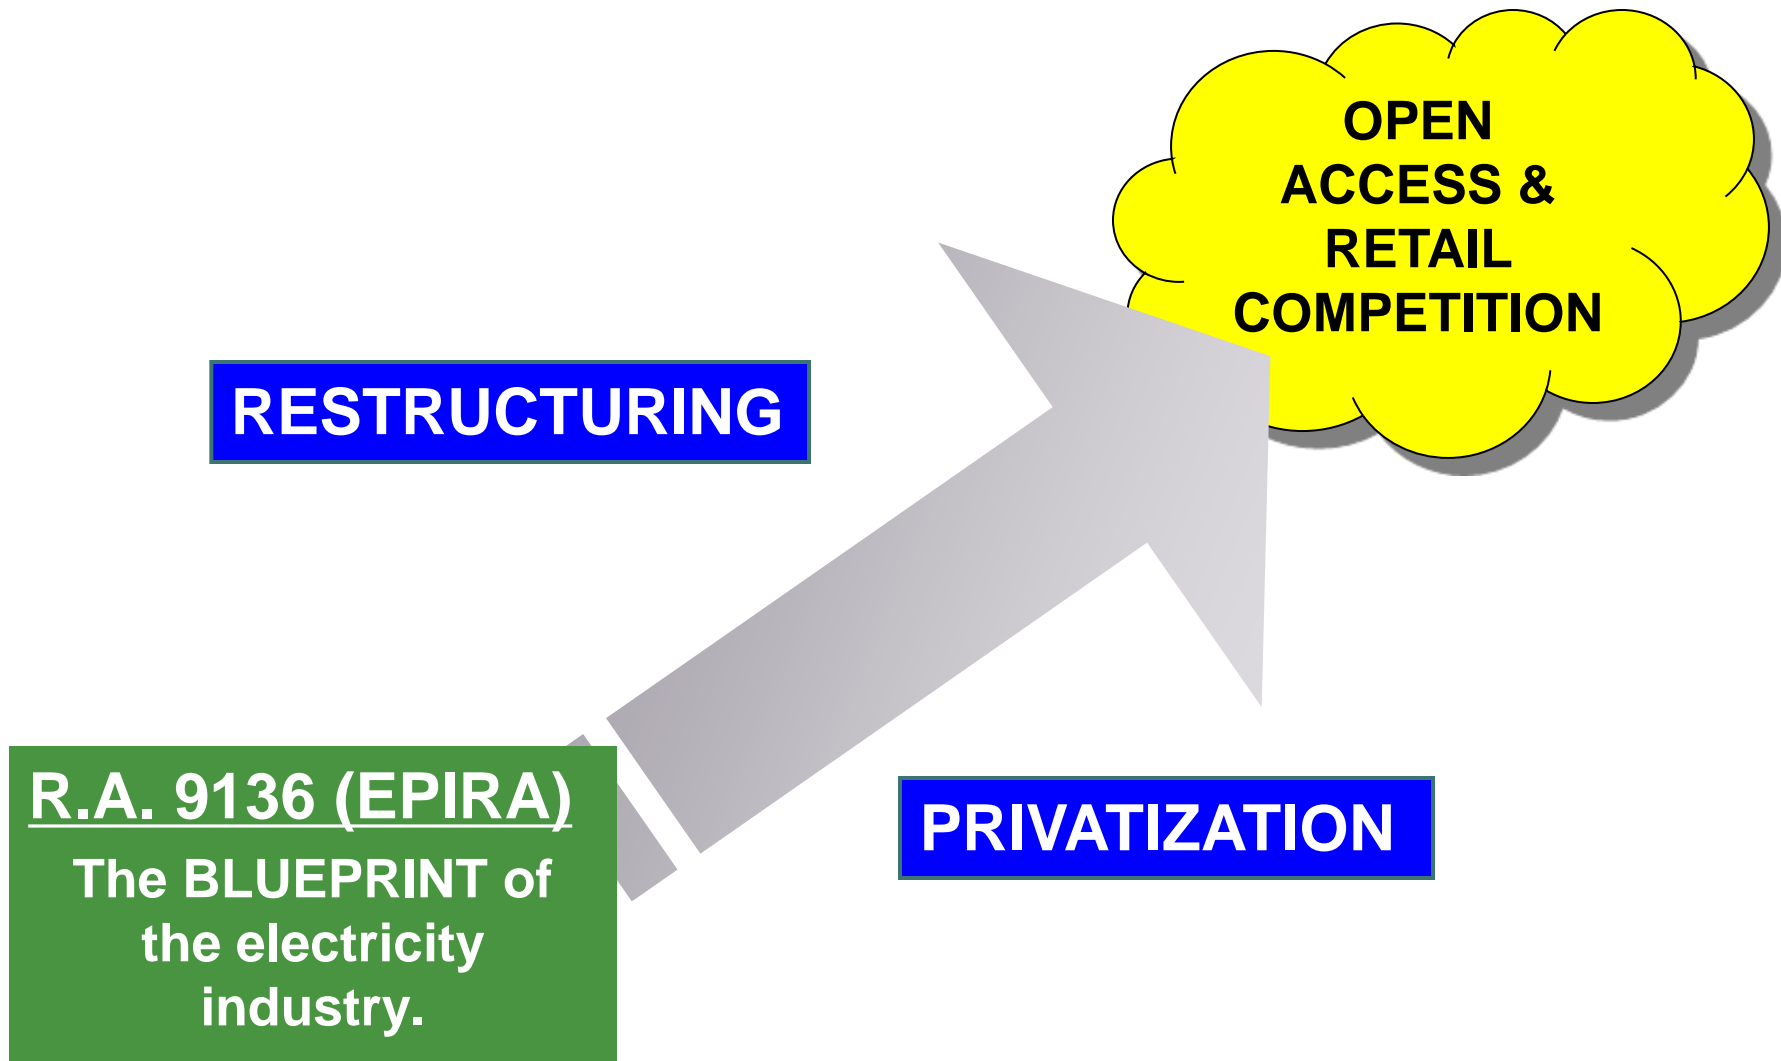 OPEN
ACCESS &
RETAIL
COMPETITION
RESTRUCTURING
R.A. 9136 (EPIRA)
The BLUEPRINT of
the electricity
industry.
PRIVATIZATION